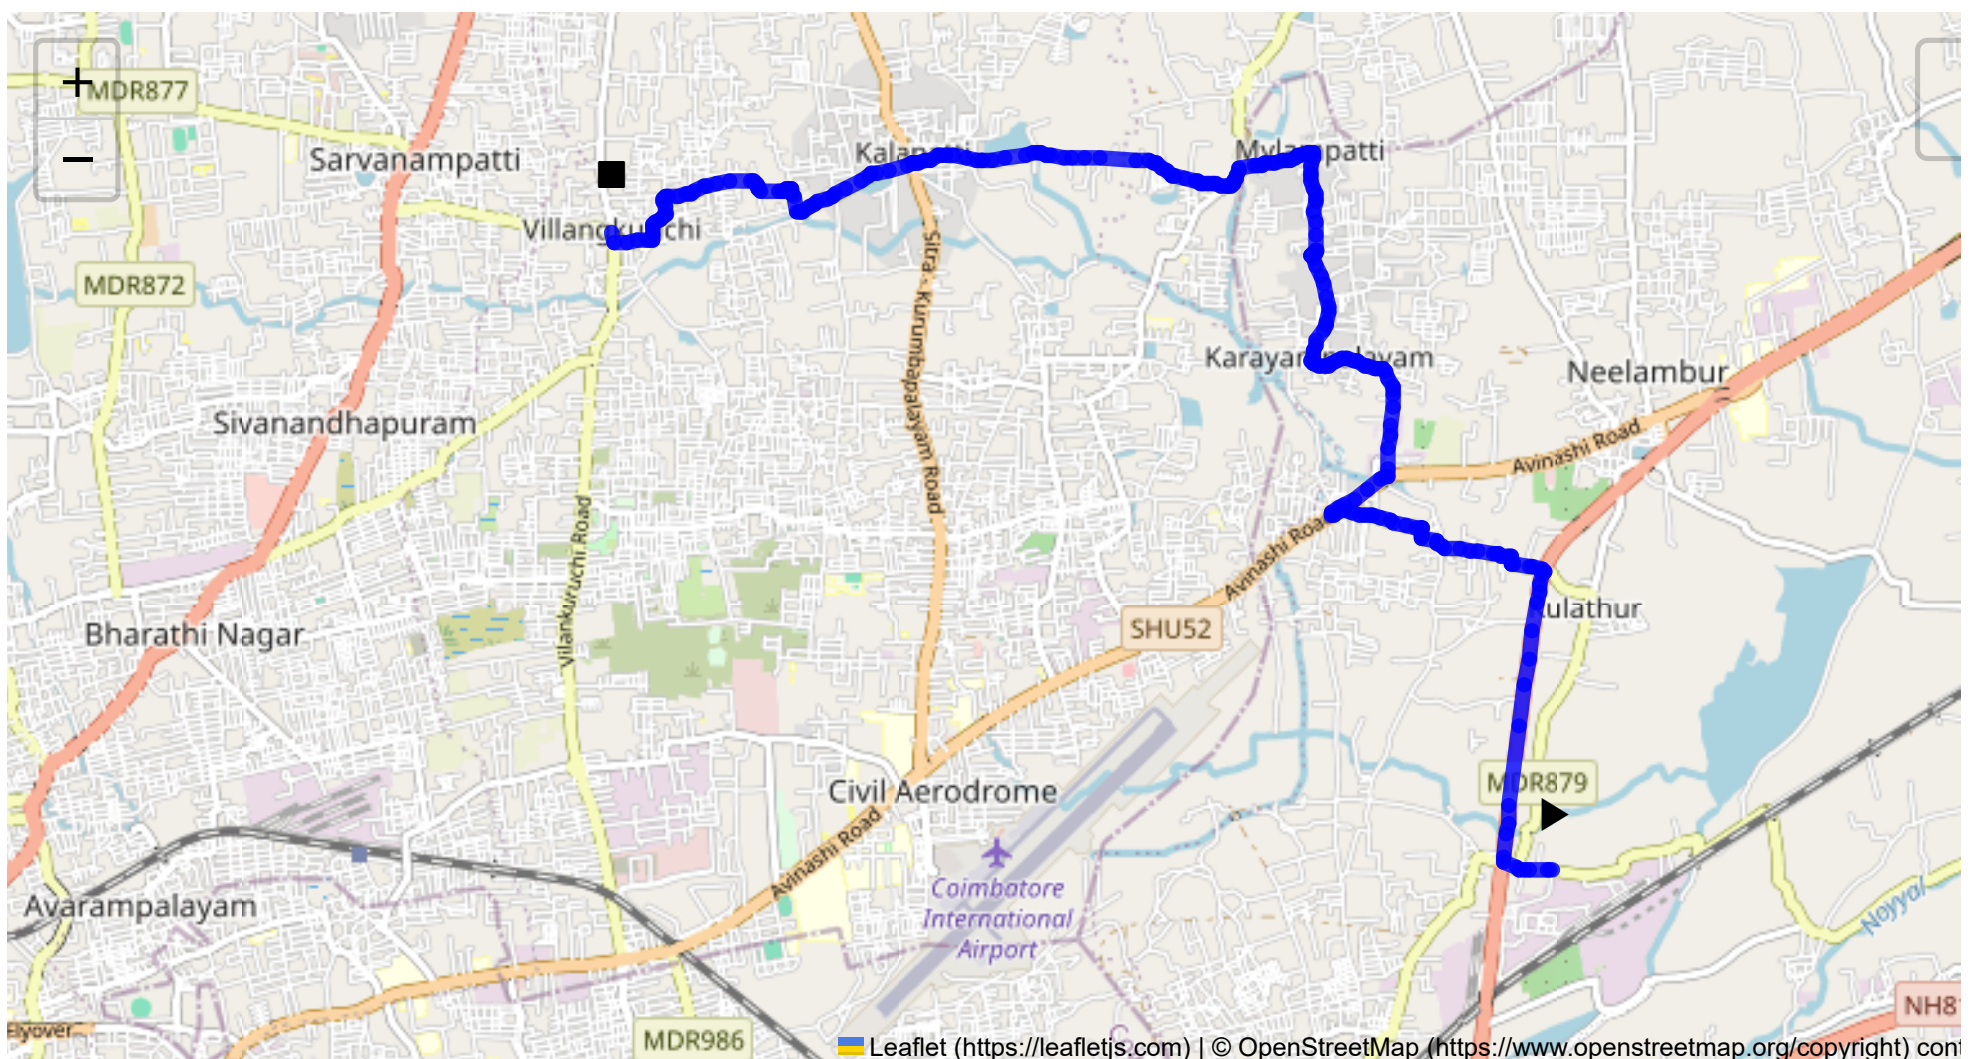 +
MDR877
−
Sarvanampatti
Kalapatti
Mylampatti
Villangkurichi
MDR872
Sitra - Kurumbapalayam Road
Karayampalayam
Neelambur
Sivanandhapuram
Avinashi Road
Vilankuruchi Road
Avinashi Road
Kulathur
SHU52
Bharathi Nagar
MDR879
Civil Aerodrome
Avinashi Road
Coimbatore
International
Airport
Avarampalayam
Noyyal
NH81
Flyover
MDR986
Leaflet (https://leafletjs.com) | © OpenStreetMap (https://www.openstreetmap.org/copyright) cont